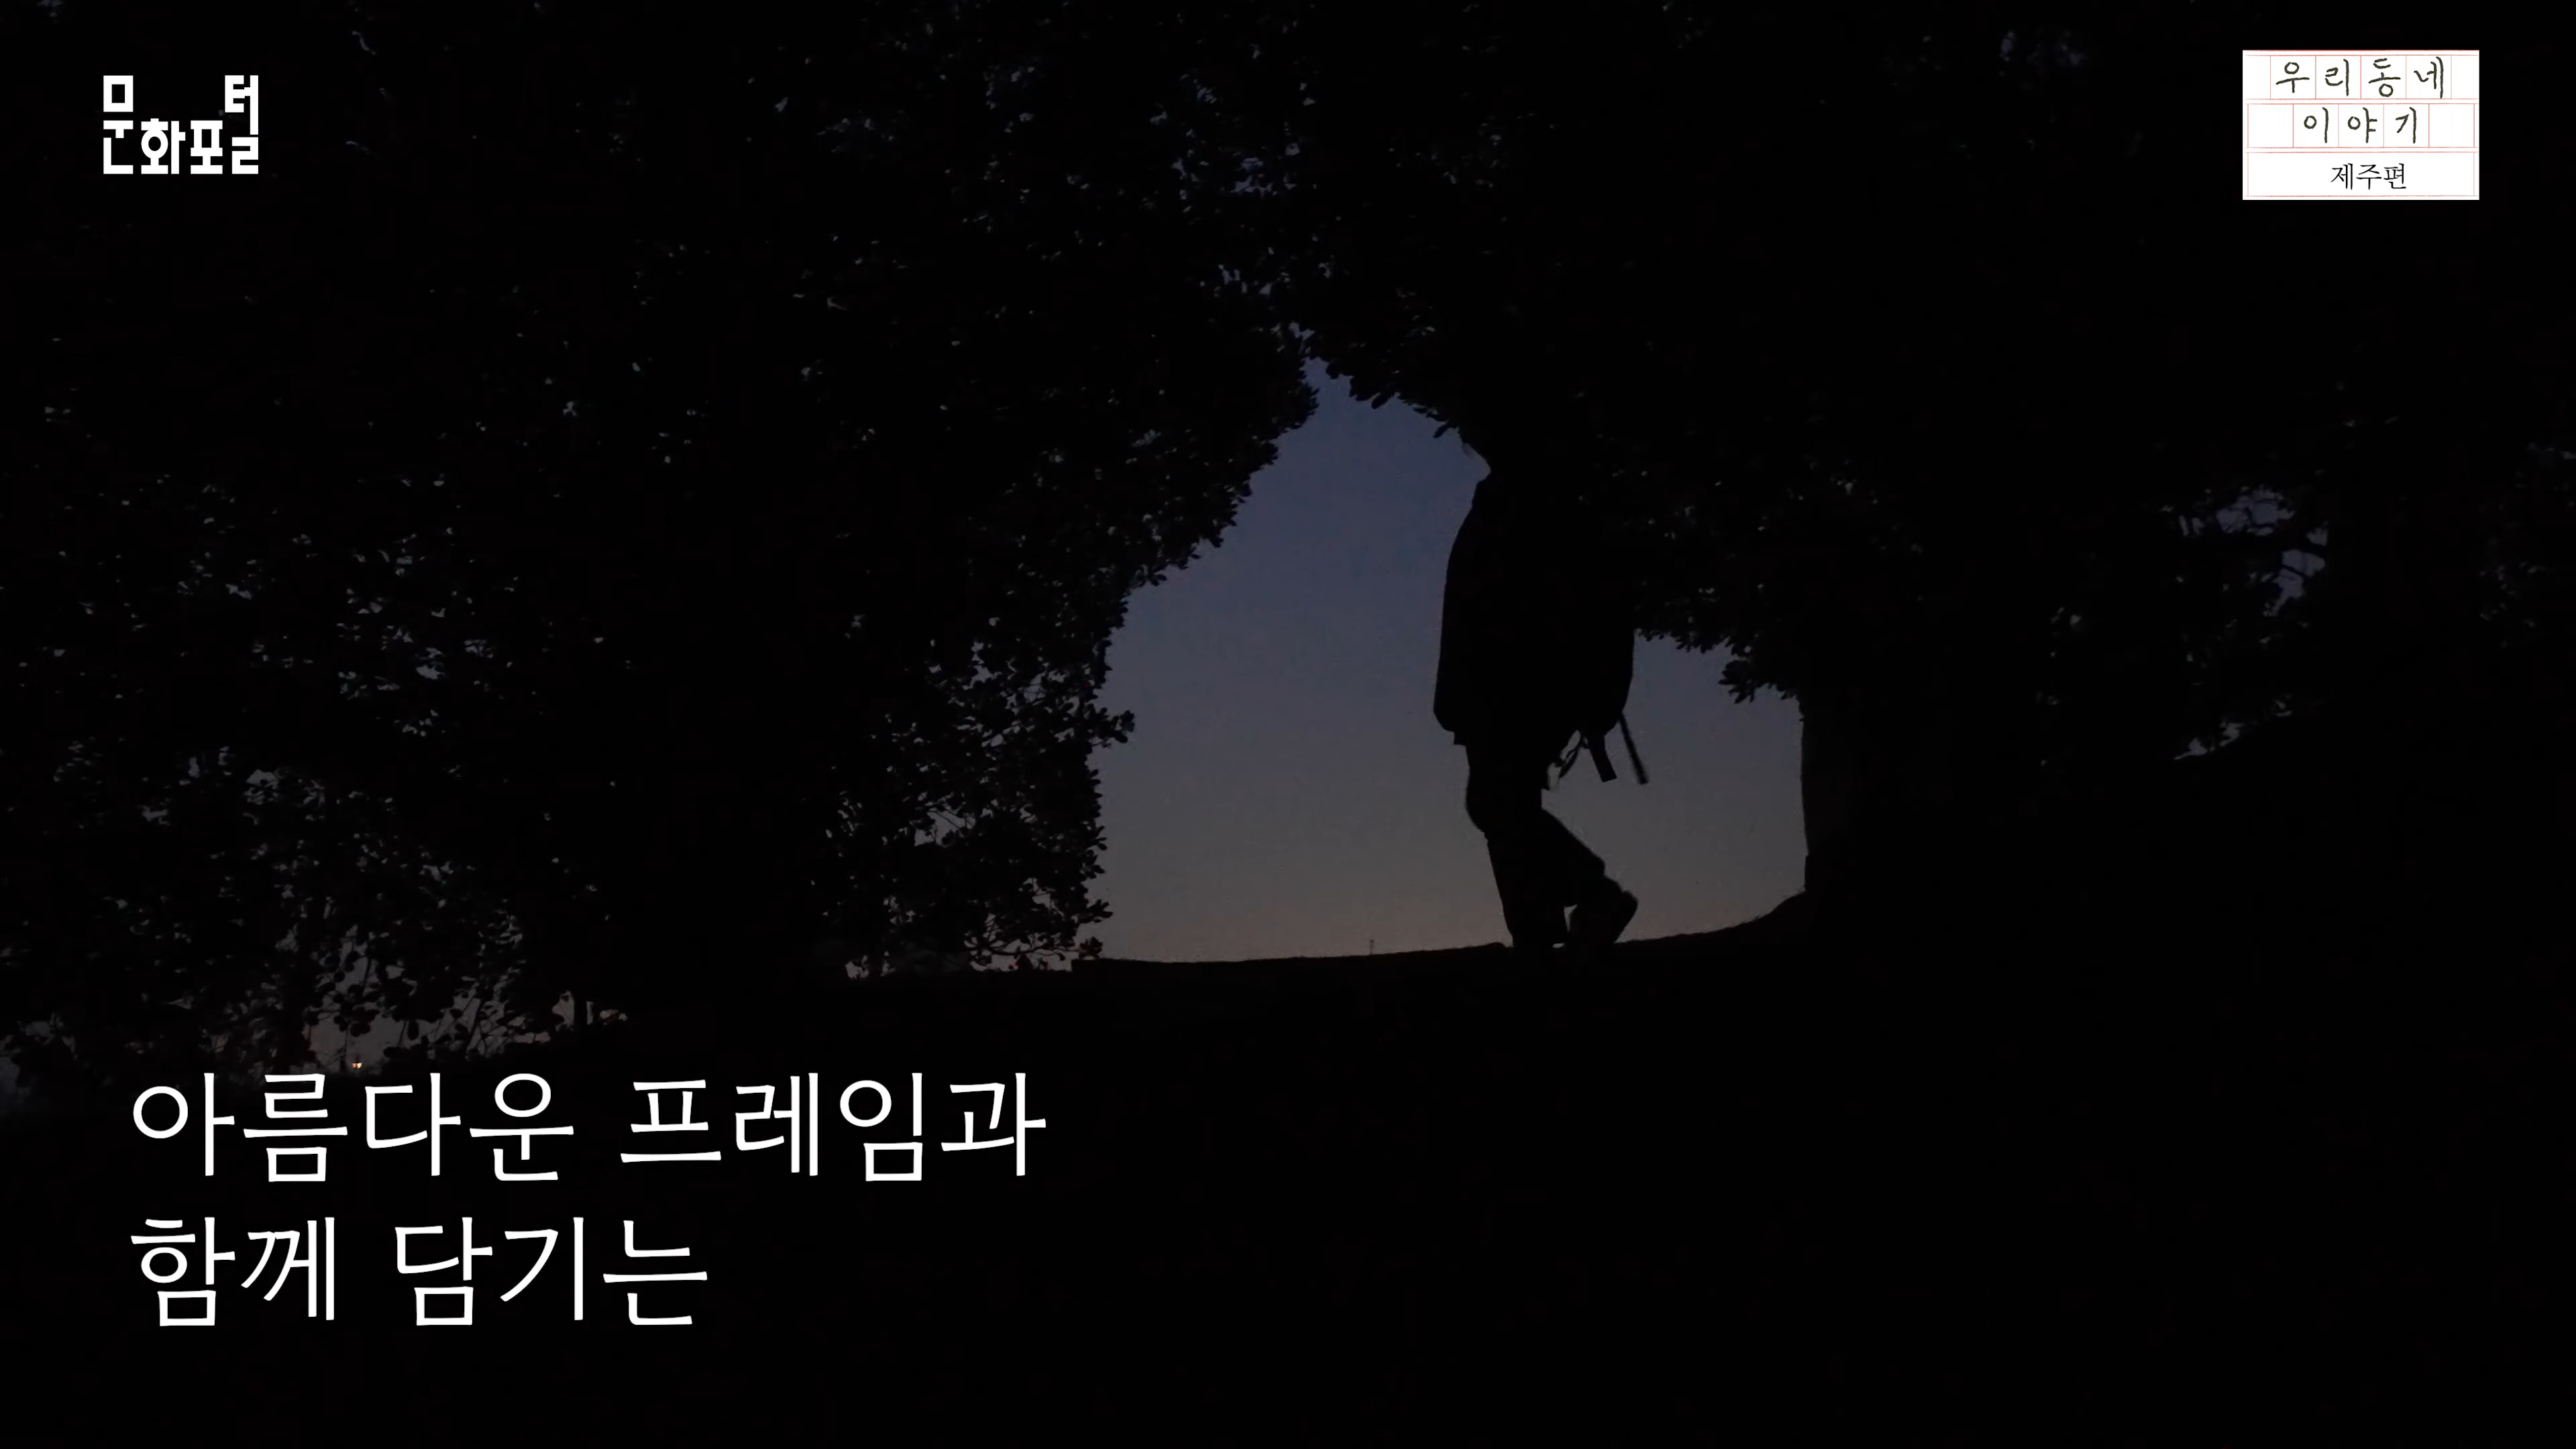 문화포털
우리동네
이야기
제주편
아름다운 프레임과
함께 담기는